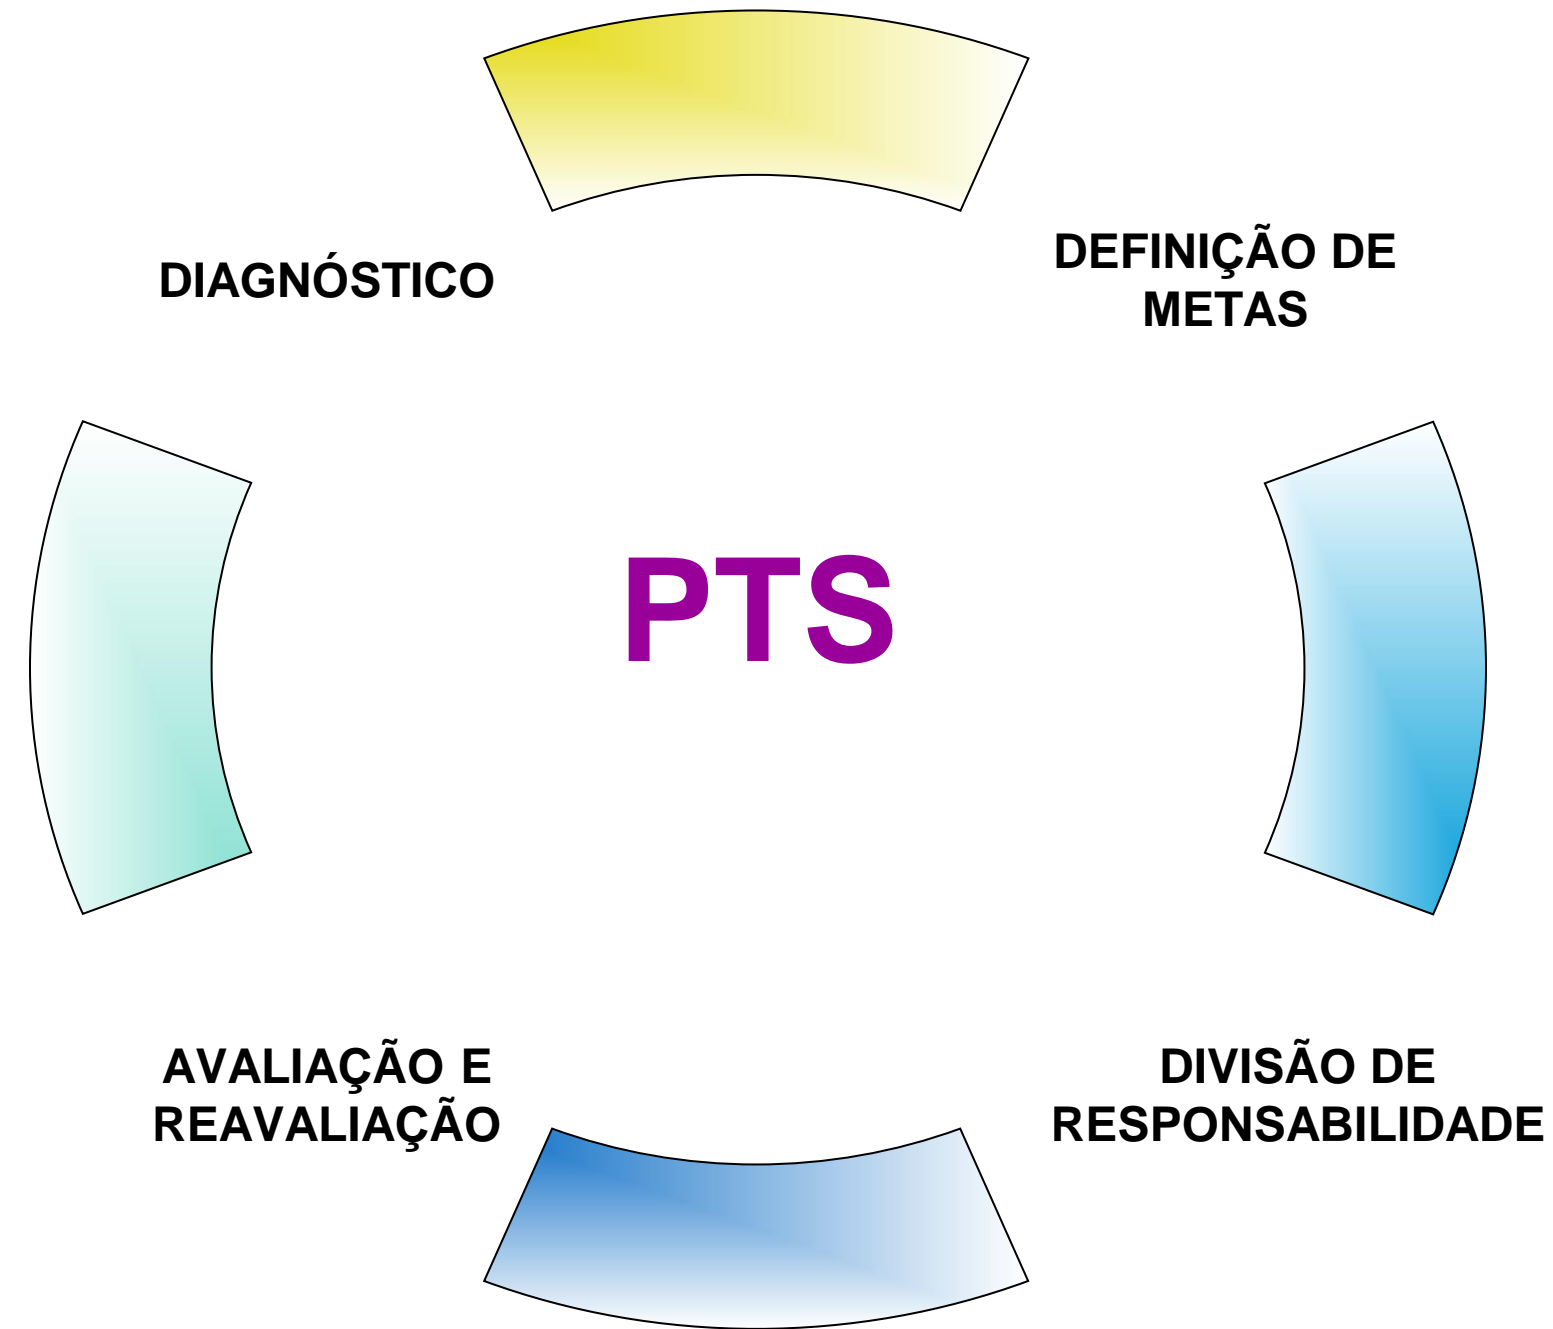 DIAGNÓSTICO
DEFINIÇÃO DE
METAS
PTS
AVALIAÇÃO E
REAVALIAÇÃO
DIVISÃO DE
RESPONSABILIDADE